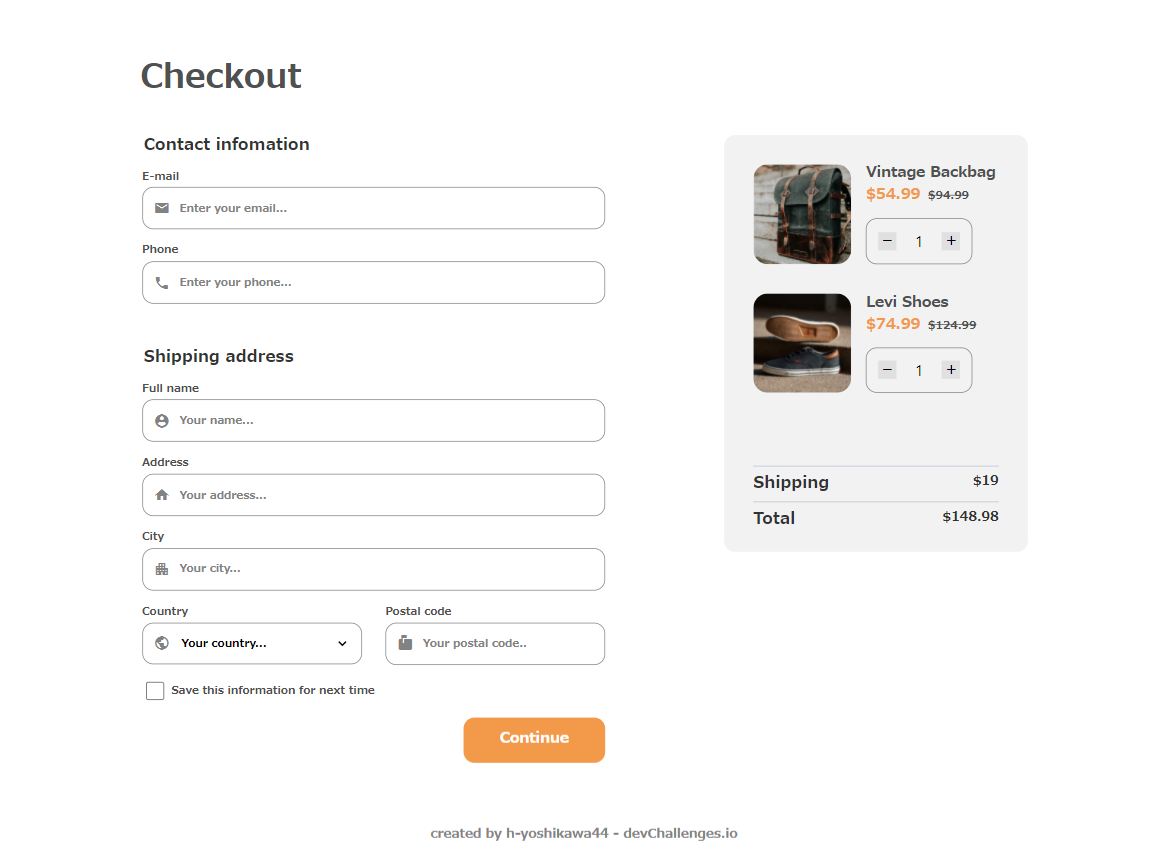 Checkout
Contact infomation
E-mail
Enter your email...
Phone
Enter your phone...
Shipping address
Full name
Your name...
Address
Your address...
City
Your city...
Country
Your country...
Postal code
Your postal code..
Save this information for next time
Continue
Vintage Backbag
$54.99 $94.99
− 1 +
Levi Shoes
$74.99 $124.99
− 1 +
Shipping $19
Total $148.98
created by h-yoshikawa44 - devChallenges.io